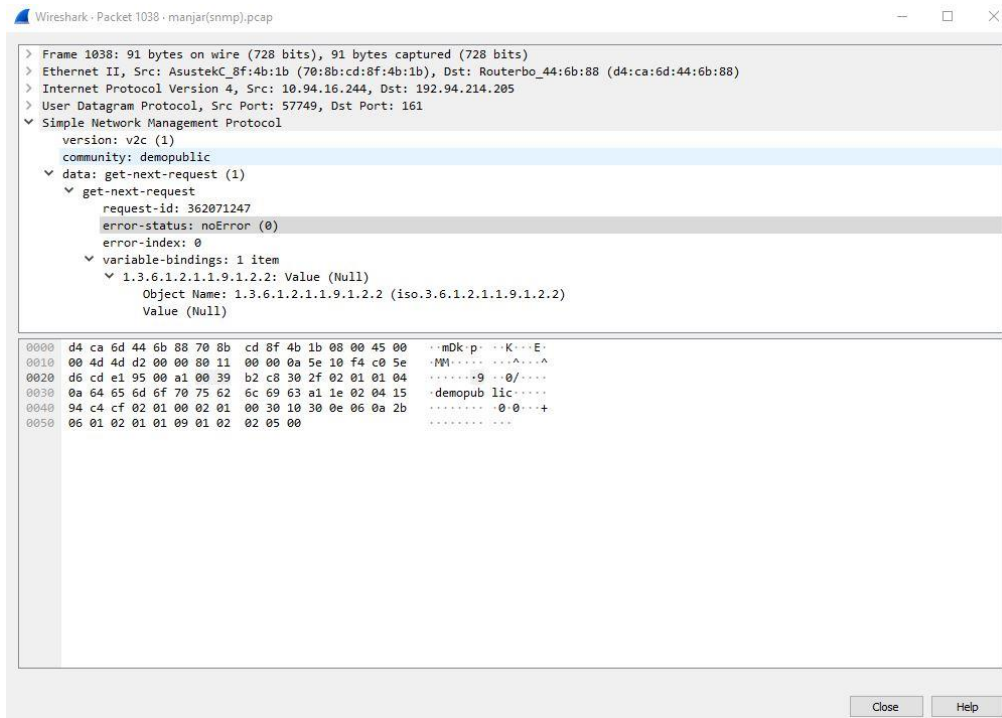 Wireshark · Packet 1038 · manjar(snmp).pcap
> Frame 1038: 91 bytes on wire (728 bits), 91 bytes captured (728 bits)
> Ethernet II, Src: AsustekC_8f:4b:1b (70:8b:cd:8f:4b:1b), Dst: Routerbo_44:6b:88 (d4:ca:6d:44:6b:88)
> Internet Protocol Version 4, Src: 10.94.16.244, Dst: 192.94.214.205
> User Datagram Protocol, Src Port: 57749, Dst Port: 161
Simple Network Management Protocol
version: v2c (1)
community: demopublic
data: get-next-request (1)
get-next-request
request-id: 362071247
error-status: noError (0)
error-index: 0
variable-bindings: 1 item
1.3.6.1.2.1.1.9.1.2.2: Value (Null)
Object Name: 1.3.6.1.2.1.1.9.1.2.2 (iso.3.6.1.2.1.1.9.1.2.2)
Value (Null)
0000 d4 ca 6d 44 6b 88 70 8b cd 8f 4b 1b 08 00 45 00 ··mDk·p· ··K···E·
0010 00 4d 4d d2 00 00 80 11 00 00 0a 5e 10 f4 c0 5e ·MM····· ···^···^
0020 d6 cd e1 95 00 a1 00 39 b2 c8 30 2f 02 01 01 04 ·······9 ··0/····
0030 0a 64 65 6d 6f 70 75 62 6c 69 63 a1 1e 02 04 15 ·demopub lic·····
0040 94 c4 cf 02 01 00 02 01 00 30 10 30 0e 06 0a 2b ········ ·0·0···+
0050 06 01 02 01 01 09 01 02 02 05 00 ········ ···
Close
Help